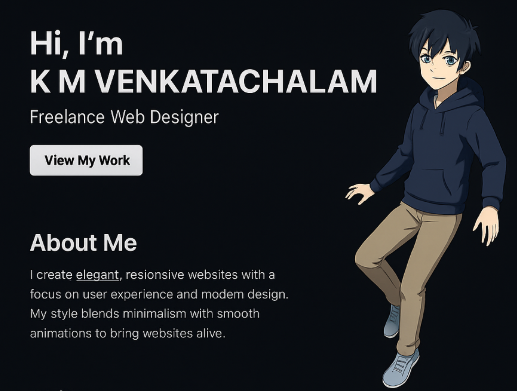 Hi, I'm
K M VENKATACHALAM
Freelance Web Designer
View My Work
About Me
I create elegant, resionsive websites with a
focus on user experience and modem design.
My style blends minimalism with smooth
animations to bring websites alive.